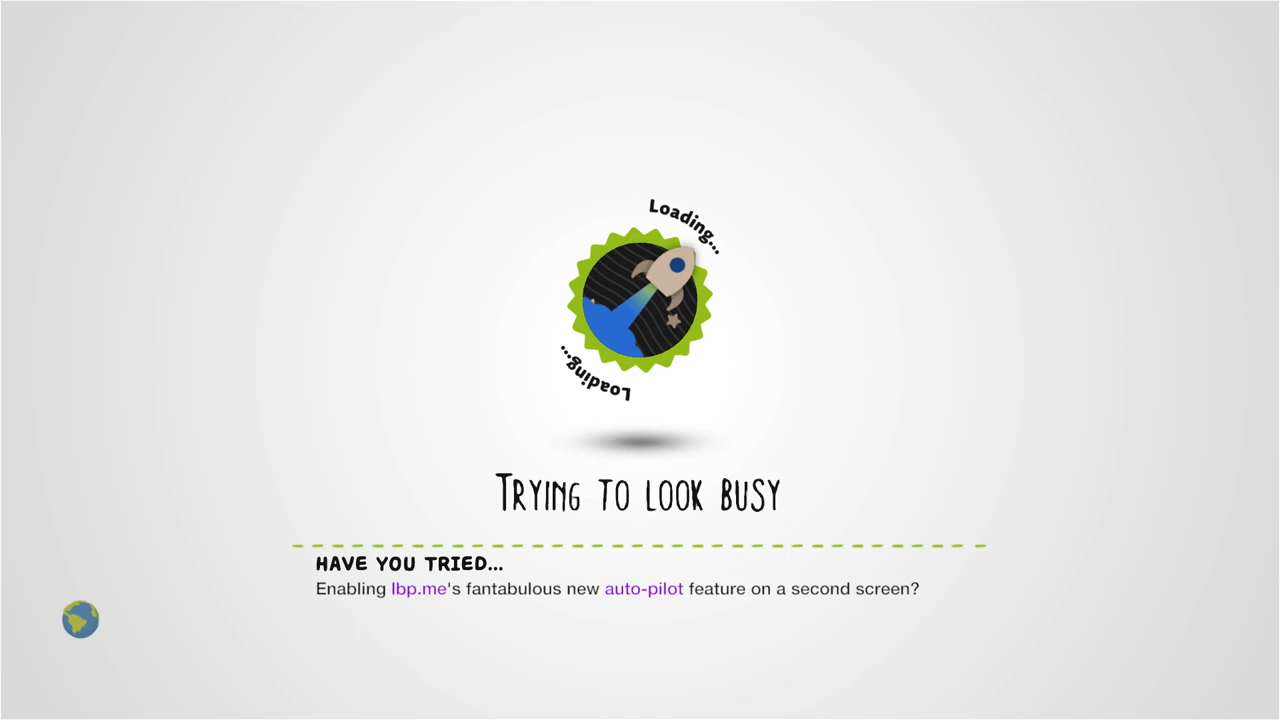 Loading...
Loading...
Trying to look busy
HAVE YOU TRIED...
Enabling lbp.me's fantabulous new auto-pilot feature on a second screen?